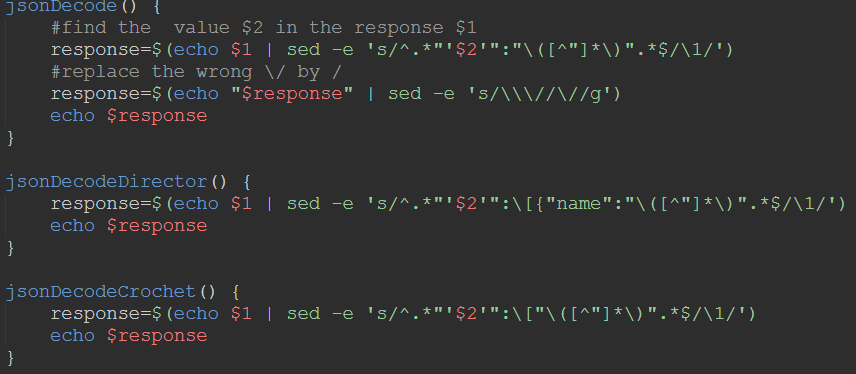 jsonDecode() {
    #find the  value $2 in the response $1
    response=$(echo $1 | sed -e 's/^.*"'$2'":"\([^"]*\)".*$/\1/')
    #replace the wrong \/ by /
    response=$(echo "$response" | sed -e 's/\\\//\//g')
    echo $response
}

jsonDecodeDirector() {
    response=$(echo $1 | sed -e 's/^.*"'$2'":\[{"name":"\([^"]*\)".*$/\1/')
    echo $response
}

jsonDecodeCrochet() {
    response=$(echo $1 | sed -e 's/^.*"'$2'":\["\([^"]*\)".*$/\1/')
    echo $response
}